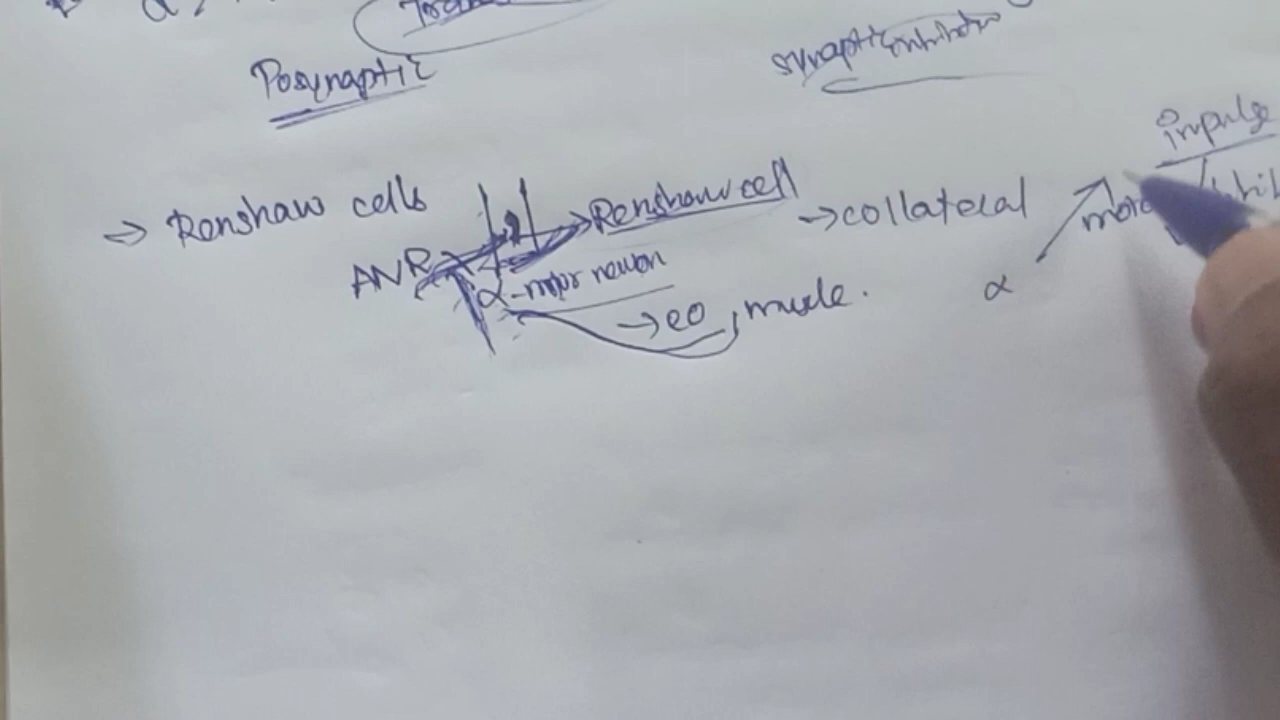 Posynaptic
synaptic inhibition
impulse
⇒ Renshaw cells
Renshaw cell
→ collateral
ANR
α-motor neuron
→ eo, muscle.
α